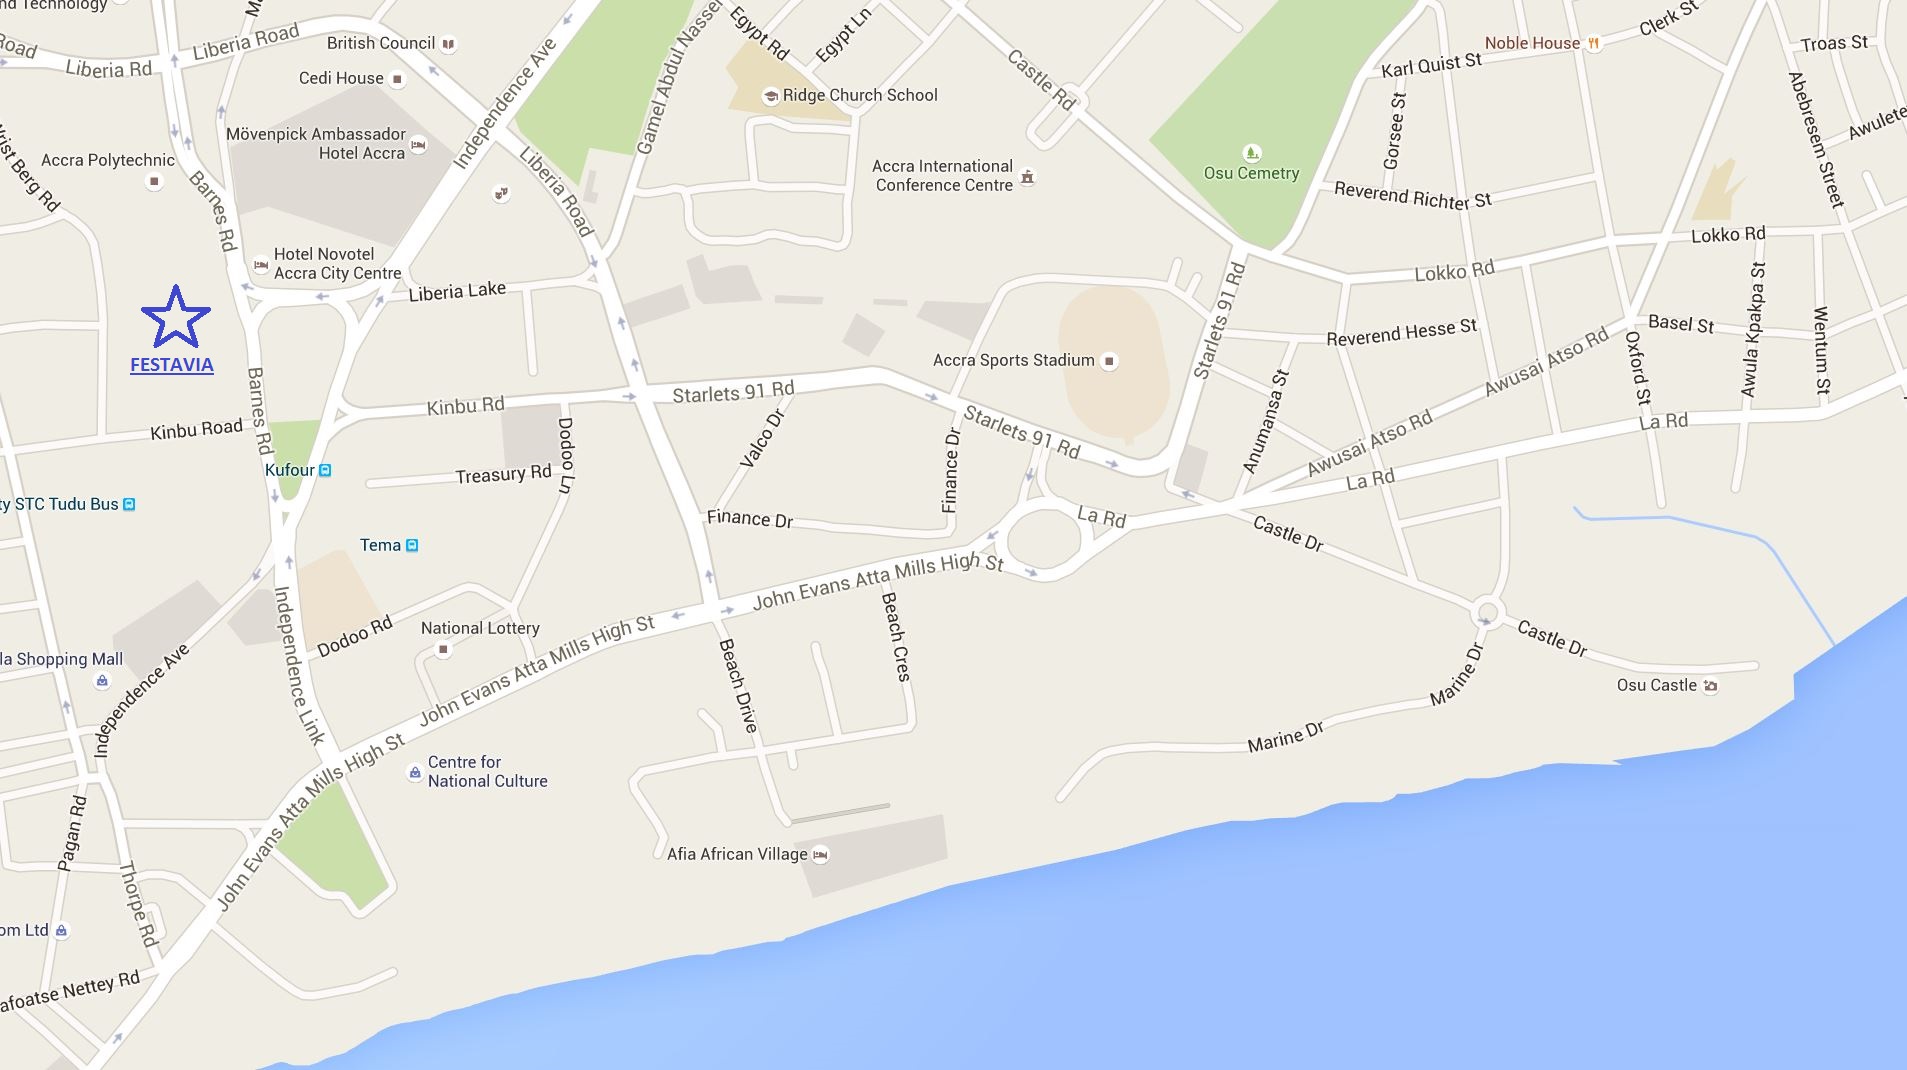 nd Technology
Road
Liberia Rd
Liberia Road
British Council
Cedi House
Independence Ave
Gamel Abdul Nasser
Egypt Rd
Egypt Ln
Castle Rd
Noble House
Clerk St
Karl Quist St
Troas St
Abebresem Street
Awulete
Gorsee St
Ridge Church School
Mövenpick Ambassador
Hotel Accra
Accra Polytechnic
Wrist Berg Rd
Barnes Rd
Liberia Road
Accra International
Conference Centre
Osu Cemetry
Reverend Richter St
Lokko Rd
Lokko Rd
Hotel Novotel
Accra City Centre
Liberia Lake
FESTAVIA
Starlets 91 Rd
Reverend Hesse St
Basel St
Awula Kpakpa St
Wentum St
Oxford St
Awusai Atso Rd
Accra Sports Stadium
Anumansa St
Barnes Rd
Kinbu Rd
Starlets 91 Rd
Kinbu Road
Valco Dr
Finance Dr
Starlets 91 Rd
Awusai Atso Rd
La Rd
La Rd
Kufour
Treasury Rd
Dodoo Ln
ty STC Tudu Bus
Finance Dr
La Rd
Castle Dr
Tema
John Evans Atta Mills High St
Independence Link
Dodoo Rd
National Lottery
John Evans Atta Mills High St
Beach Drive
Beach Cres
Castle Dr
Marine Dr
Osu Castle
la Shopping Mall
Independence Ave
Marine Dr
John Evans Atta Mills High St
Centre for
National Culture
Pagan Rd
Thorpe Rd
Afia African Village
om Ltd
afoatse Nettey Rd